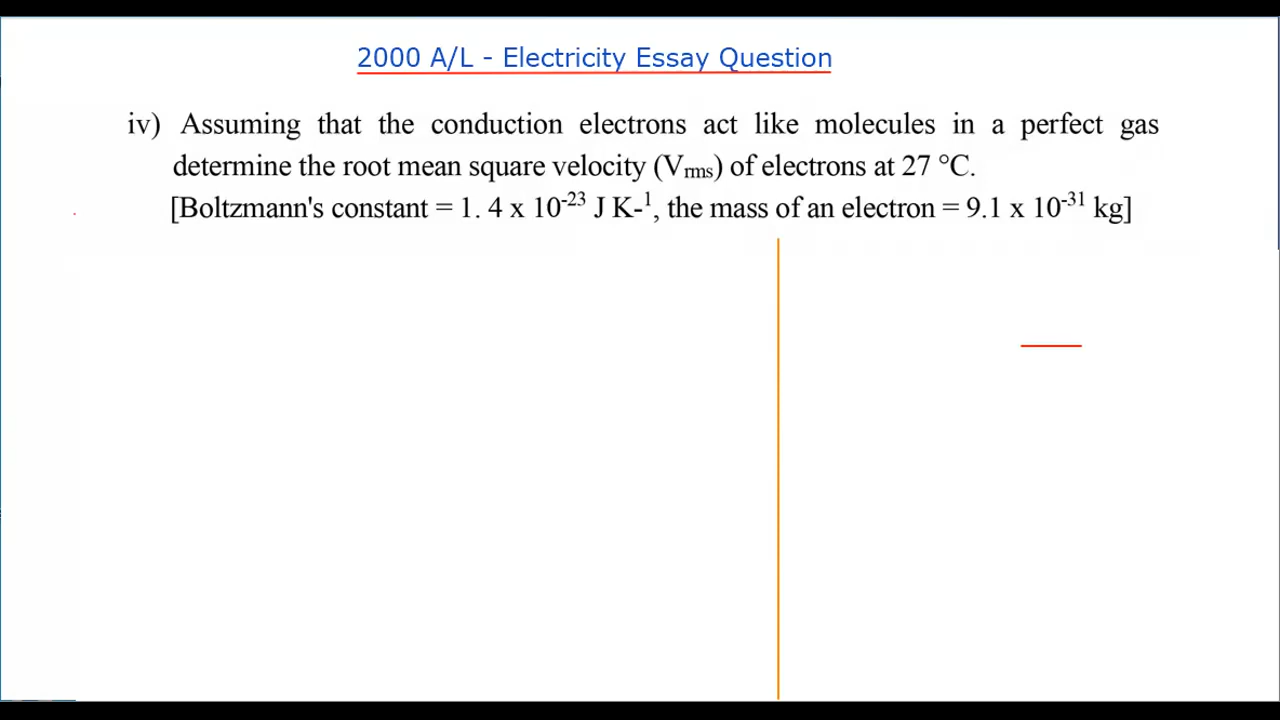 2000 A/L - Electricity Essay Question
iv) Assuming that the conduction electrons act like molecules in a perfect gas
determine the root mean square velocity (Vrms) of electrons at 27 °C.
[Boltzmann's constant = 1. 4 x 10⁻²³ J K-¹, the mass of an electron = 9.1 x 10⁻³¹ kg]